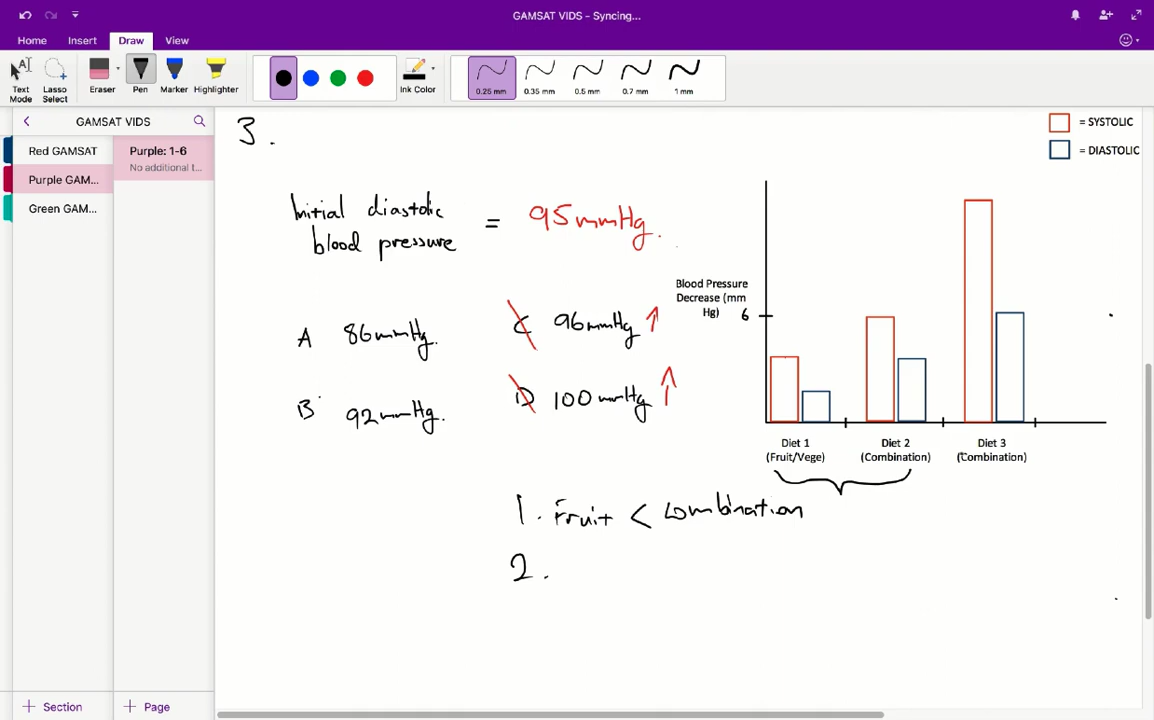 GAMSAT VIDS - Syncing...
Home Insert Draw View
Text Mode
Lasso Select
Eraser
Pen
Marker
Highlighter
Ink Color
0.25 mm
0.35 mm
0.5 mm
0.7 mm
1 mm
GAMSAT VIDS
Red GAMSAT
Purple GAM...
Green GAM...
Purple: 1-6
No additional t...
3.
= SYSTOLIC
= DIASTOLIC
Initial diastolic
blood pressure
= 95mmHg.
A 86mmHg.
C 96mmHg
B 92mmHg.
D 100mmHg
Blood Pressure
Decrease (mm
Hg)
6
Diet 1
(Fruit/Vege)
Diet 2
(Combination)
Diet 3
(Combination)
1. Fruit < combination
2.
+ Section
+ Page